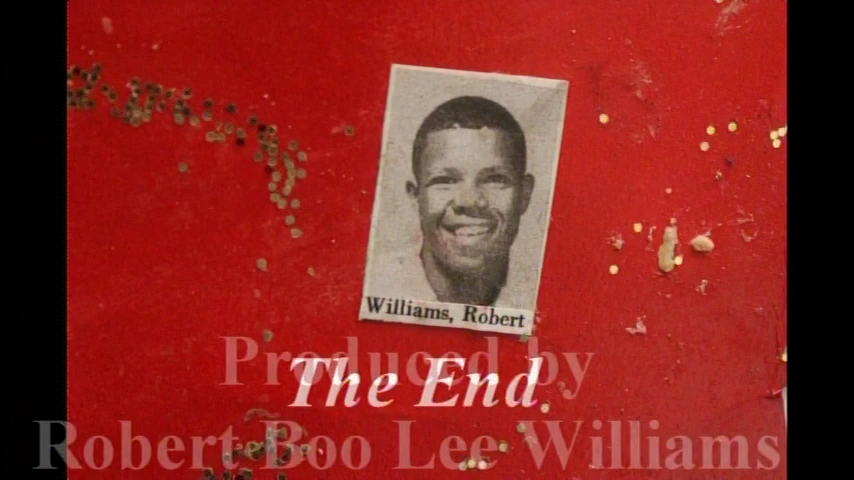 Williams, Robert
Produced by
The End
Robert Boo Lee Williams